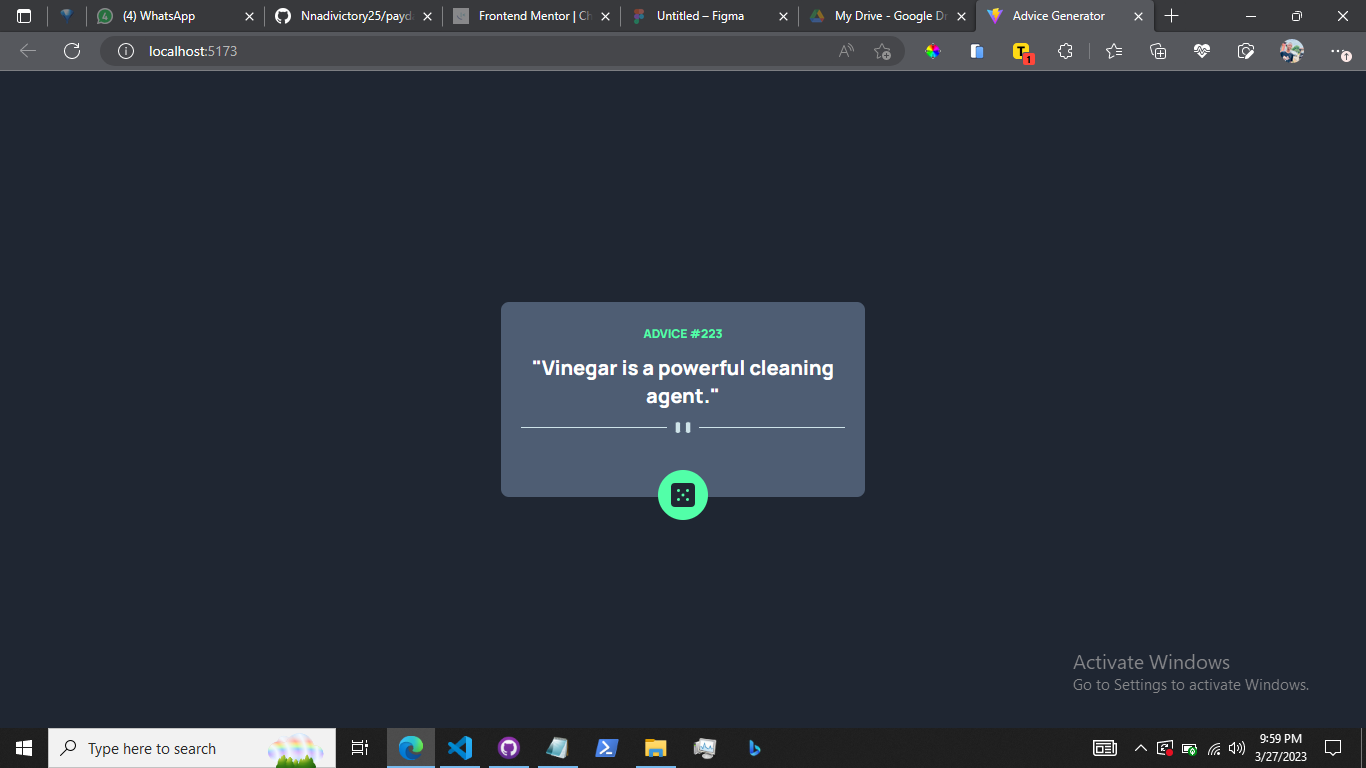 (4) WhatsApp
Nnadivictory25/payda
Frontend Mentor | Ch
Untitled – Figma
My Drive - Google Dr
Advice Generator
localhost:5173
T
1
ADVICE #223
"Vinegar is a powerful cleaning
agent."
Activate Windows
Go to Settings to activate Windows.
Type here to search
9:59 PM
3/27/2023